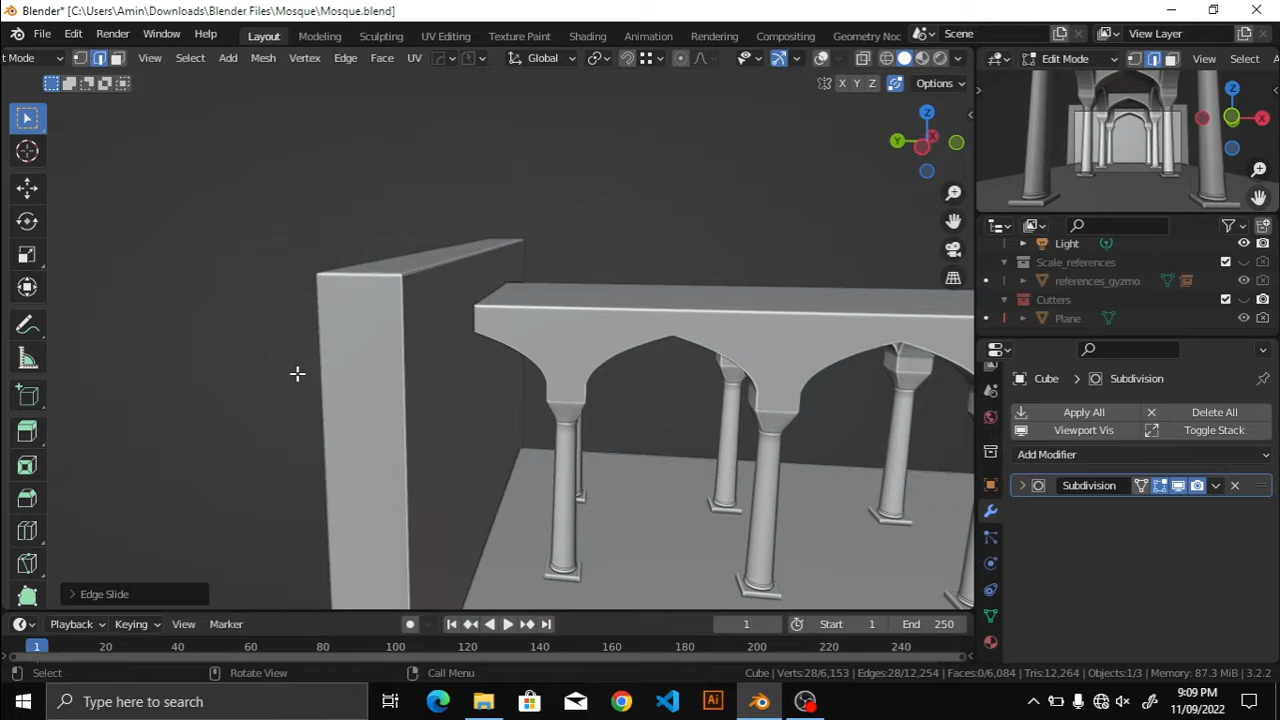 Blender* [C:\Users\Amin\Downloads\Blender Files\Mosque\Mosque.blend]
File Edit Render Window Help Layout Modeling Sculpting UV Editing Texture Paint Shading Animation Rendering Compositing Geometry Noc Scene View Layer
t Mode View Select Add Mesh Vertex Edge Face UV Global Edit Mode View Select
X Y Z Options
Z
Y
X
Z
X
Light
Scale_references
references_gyzmo
Cutters
Plane
Cube > Subdivision
Apply All Delete All
Viewport Vis Toggle Stack
Add Modifier
Subdivision
Edge Slide
Playback Keying View Marker 1 Start 1 End 250
1 20 40 60 80 100 120 140 160 180 200 220 240
Select Rotate View Call Menu Cube | Verts:28/6,153 | Edges:28/12,254 | Faces:0/6,084 | Tris:12,264 | Objects:1/3 | Mem: 87.3 MiB | 3.2.2
Type here to search Ai 9:09 PM
11/09/2022